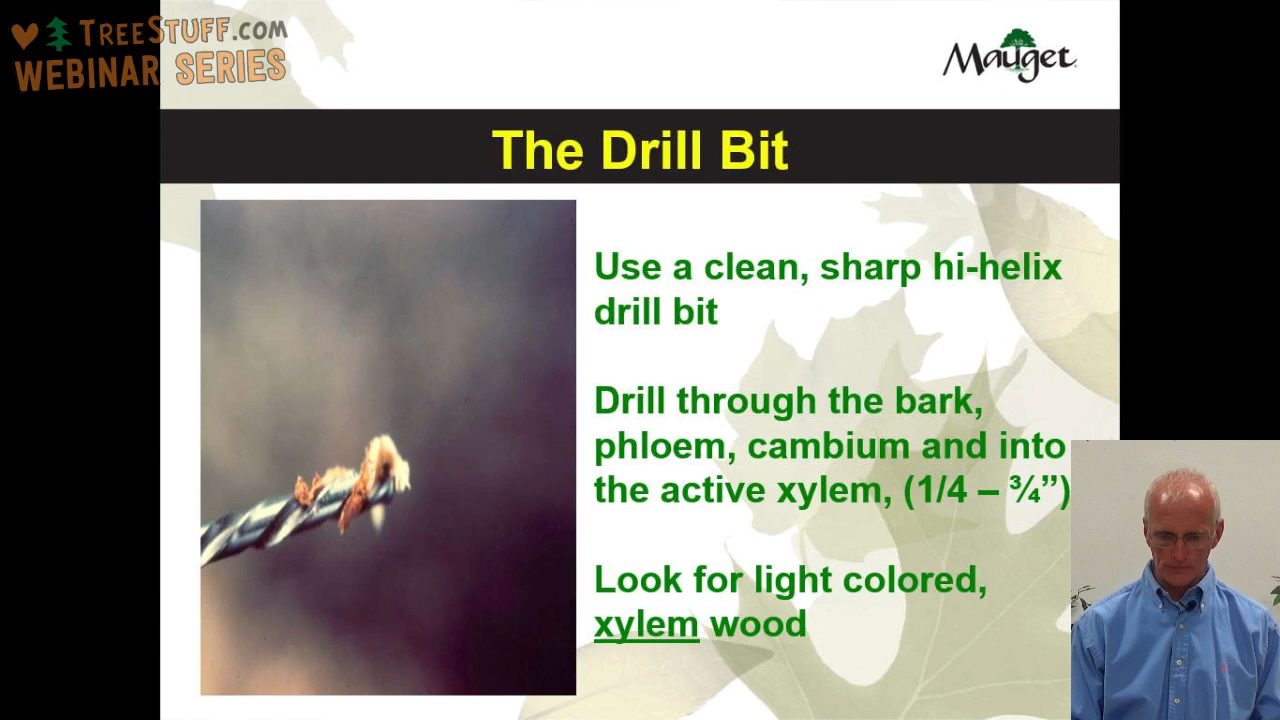 TREESTUFF.COM
WEBINAR SERIES
Mauget
The Drill Bit
Use a clean, sharp hi-helix
drill bit
Drill through the bark,
phloem, cambium and into
the active xylem, (1/4 – ¾”)
Look for light colored,
xylem wood